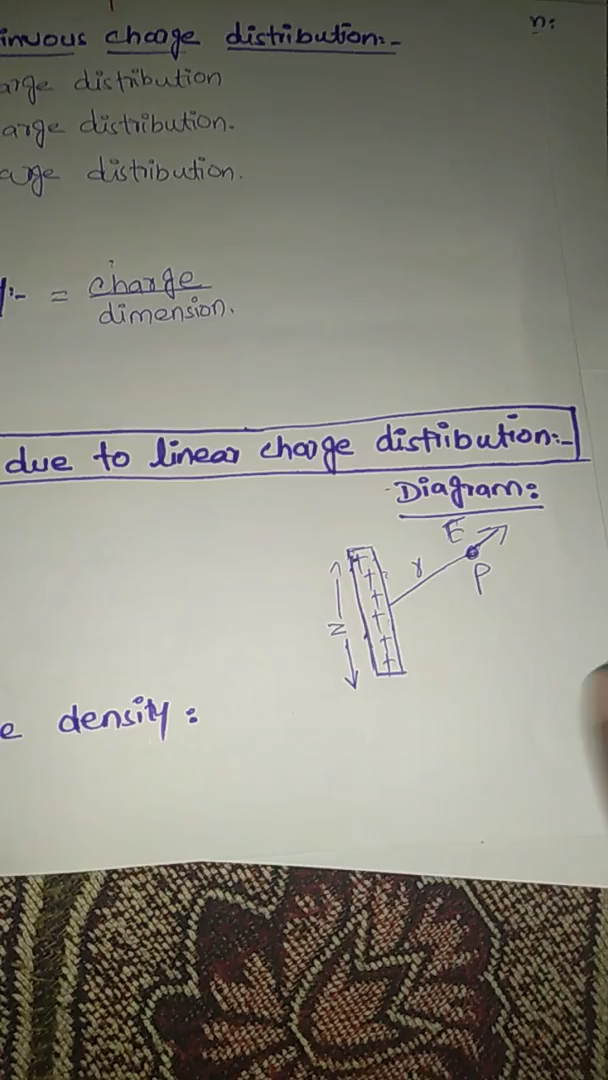 n:
inuous charge distribution:-
arge distribution
arge distribution.
arge distribution.
y:- = charge
dimension.
due to linear charge distribution:-
Diagram:
E
r
P
+
+
+
+
+
+
e density: